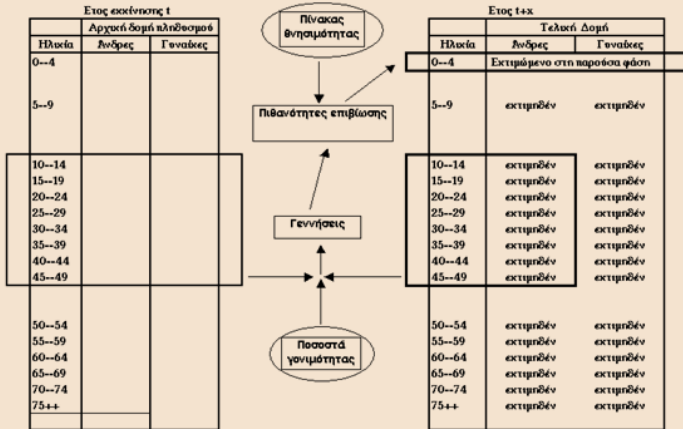 Ετος εκκίνησης t
Αρχική δομή πληθυσμού
Ηλικία Άνδρες Γυναίκες
0--4
5--9
10--14
15--19
20--24
25--29
30--34
35--39
40--44
45--49
50--54
55--59
60--64
65--69
70--74
75++
Πίνακας
θνησιμότητας
Πιθανότητες επιβίωσης
Γεννήσεις
Ποσοστά
γονιμότητας
Ετος t+x
Τελική Δομή
Ηλικία Άνδρες Γυναίκες
0--4 Εκτιμώμενο στη παρούσα φάση
5--9 εκτιμηθέν εκτιμηθέν
10--14 εκτιμηθέν εκτιμηθέν
15--19 εκτιμηθέν εκτιμηθέν
20--24 εκτιμηθέν εκτιμηθέν
25--29 εκτιμηθέν εκτιμηθέν
30--34 εκτιμηθέν εκτιμηθέν
35--39 εκτιμηθέν εκτιμηθέν
40--44 εκτιμηθέν εκτιμηθέν
45--49 εκτιμηθέν εκτιμηθέν
50--54 εκτιμηθέν εκτιμηθέν
55--59 εκτιμηθέν εκτιμηθέν
60--64 εκτιμηθέν εκτιμηθέν
65--69 εκτιμηθέν εκτιμηθέν
70--74 εκτιμηθέν εκτιμηθέν
75++ εκτιμηθέν εκτιμηθέν